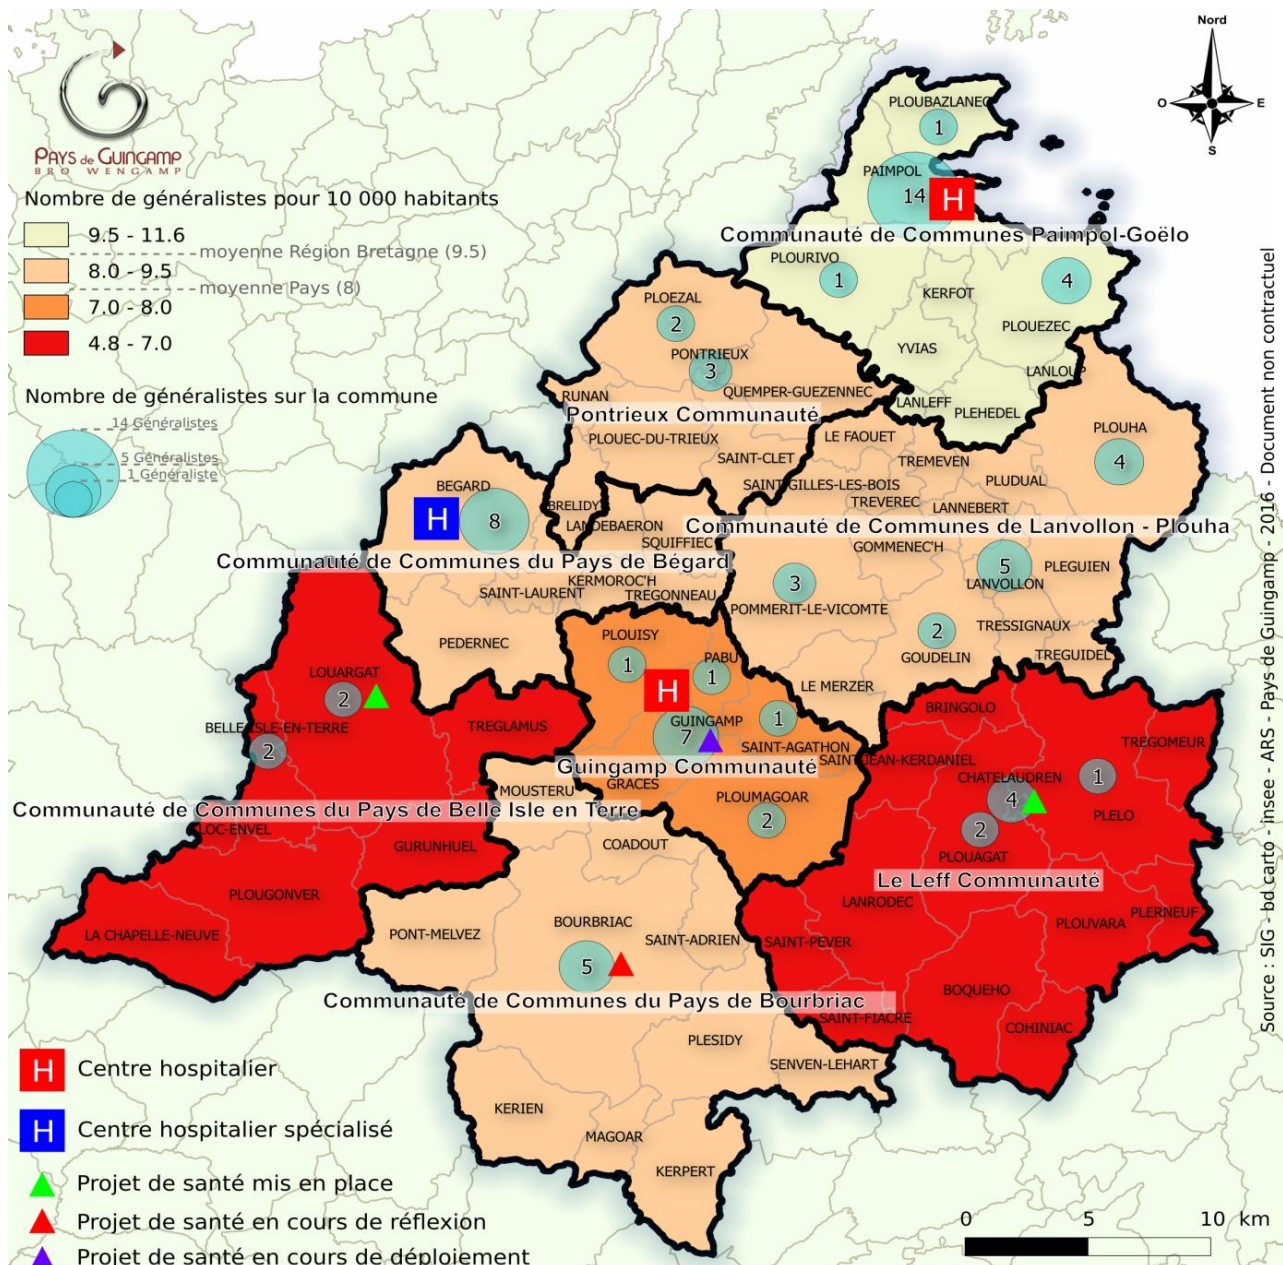 Nord
O
E
S
PAYS de GUINGAMP
BRO WENGAMP
Nombre de généralistes pour 10 000 habitants
9.5 - 11.6
moyenne Région Bretagne (9.5)
8.0 - 9.5
moyenne Pays (8)
7.0 - 8.0
4.8 - 7.0
Nombre de généralistes sur la commune
14 Généralistes
5 Généralistes
1 Généraliste
PLOUBAZLANEC
1
PAIMPOL
14
H
Communauté de Communes Paimpol-Goëlo
PLOURIVO
1
4
KERFOT
PLOUEZEC
YVIAS
LANLOUP
LANLEFF
PLEHEDEL
PLOEZAL
2
PONTRIEUX
3
QUEMPER-GUEZENNEC
RUNAN
Pontrieux Communauté
PLOUEC-DU-TRIEUX
SAINT-CLET
LE FAOUET
TREMEVEN
PLOUHA
4
SAINT-GILLES-LES-BOIS
PLUDUAL
TREVEREC
LANNEBERT
Communauté de Communes de Lanvollon - Plouha
GOMMENEC'H
5
PLEGUIEN
LANVOLLON
3
POMMERIT-LE-VICOMTE
2
TRESSIGNAUX
GOUDELIN
TREGUIDEL
LE MERZER
BEGARD
H
8
BRELIDY
LANDEBAERON
SQUIFFIEC
Communauté de Communes du Pays de Bégard
KERMOROC'H
SAINT-LAURENT
TREGONNEAU
PEDERNEC
PLOUISY
1
PABU
1
H
GUINGAMP
7
1
SAINT-AGATHON
Guingamp Communauté
GRACES
PLOUMAGOAR
2
LOUARGAT
2
BELLE-ISLE-EN-TERRE
2
TREGLAMUS
Communauté de Communes du Pays de Belle Isle en Terre
LOC-ENVEL
GURUNHUEL
PLOUGONVER
LA CHAPELLE-NEUVE
BRINGOLO
TREGOMEUR
SAINT-JEAN-KERDANIEL
CHATELAUDREN
1
4
PLELO
2
PLOUAGAT
Le Leff Communauté
LANRODEC
PLOUVARA
PLERNEUF
SAINT-PEVER
BOQUEHO
SAINT-FIACRE
COHINIAC
MOUSTERU
COADOUT
BOURBRIAC
PONT-MELVEZ
SAINT-ADRIEN
5
Communauté de Communes du Pays de Bourbriac
PLESIDY
SENVEN-LEHART
KERIEN
MAGOAR
KERPERT
H Centre hospitalier
H Centre hospitalier spécialisé
Projet de santé mis en place
Projet de santé en cours de réflexion
Projet de santé en cours de déploiement
0 5 10 km
Source : SIG - bd carto - insee - ARS - Pays de Guingamp - 2016 - Document non contractuel